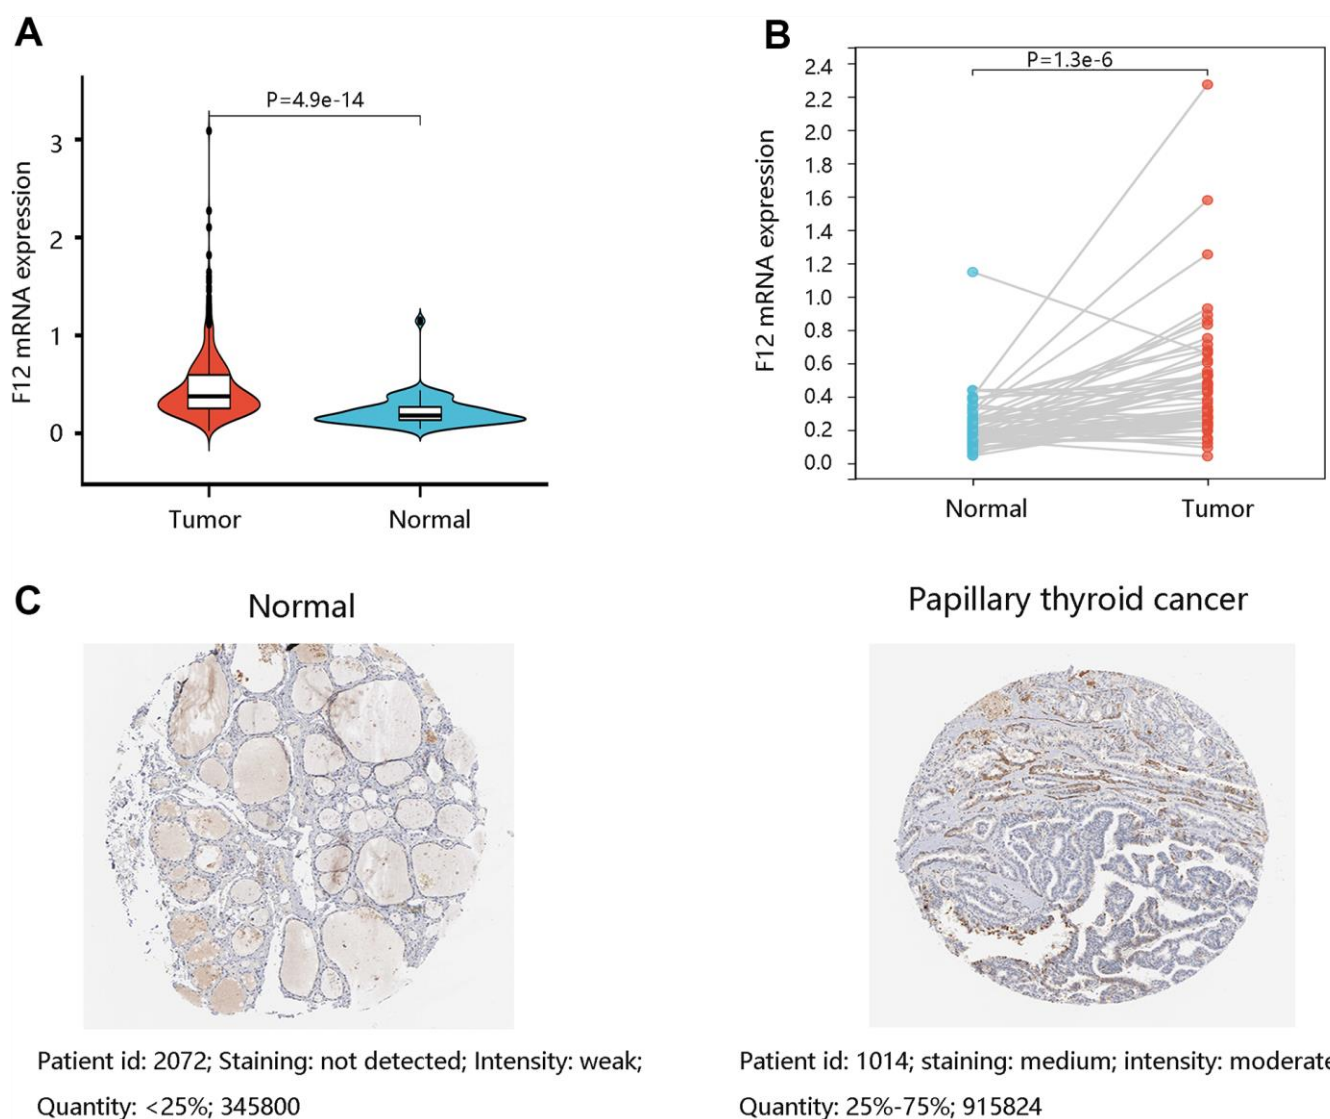 A
P=4.9e-14
F12 mRNA expression
3
2
1
0
Tumor Normal
B
P=1.3e-6
F12 mRNA expression
2.4
2.2
2.0
1.8
1.6
1.4
1.2
1.0
0.8
0.6
0.4
0.2
0.0
Normal Tumor
C
Normal
Papillary thyroid cancer
Patient id: 2072; Staining: not detected; Intensity: weak;
Quantity: <25%; 345800
Patient id: 1014; staining: medium; intensity: moderate
Quantity: 25%-75%; 915824